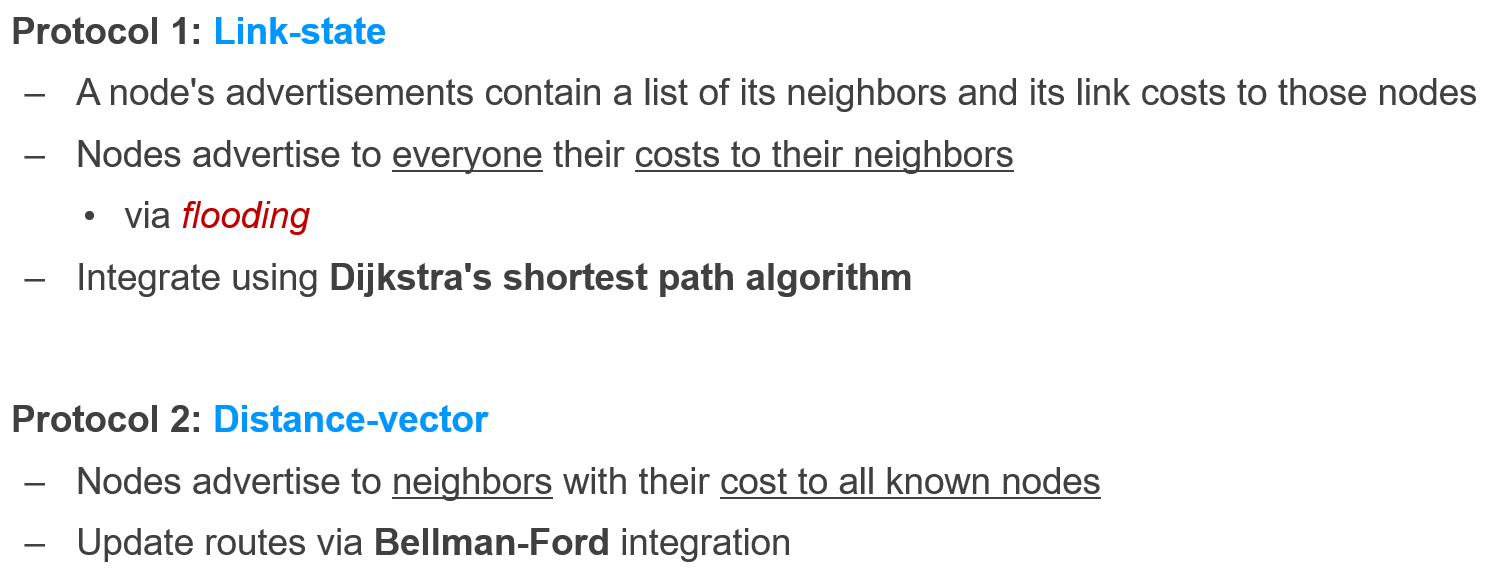 Protocol 1: Link-state
– A node's advertisements contain a list of its neighbors and its link costs to those nodes
– Nodes advertise to everyone their costs to their neighbors
• via flooding
– Integrate using Dijkstra's shortest path algorithm
Protocol 2: Distance-vector
– Nodes advertise to neighbors with their cost to all known nodes
– Update routes via Bellman-Ford integration